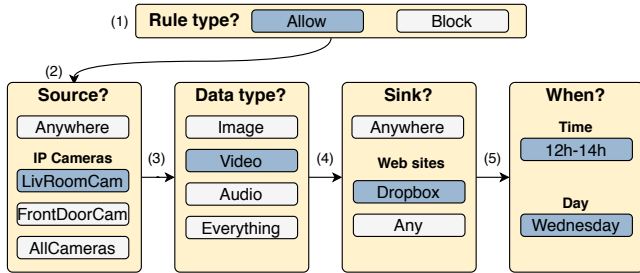 (1) Rule type? Allow Block
(2)
Source?
Anywhere
IP Cameras
LivRoomCam
FrontDoorCam
AllCameras
(3)
Data type?
Image
Video
Audio
Everything
(4)
Sink?
Anywhere
Web sites
Dropbox
Any
(5)
When?
Time
12h-14h
Day
Wednesday